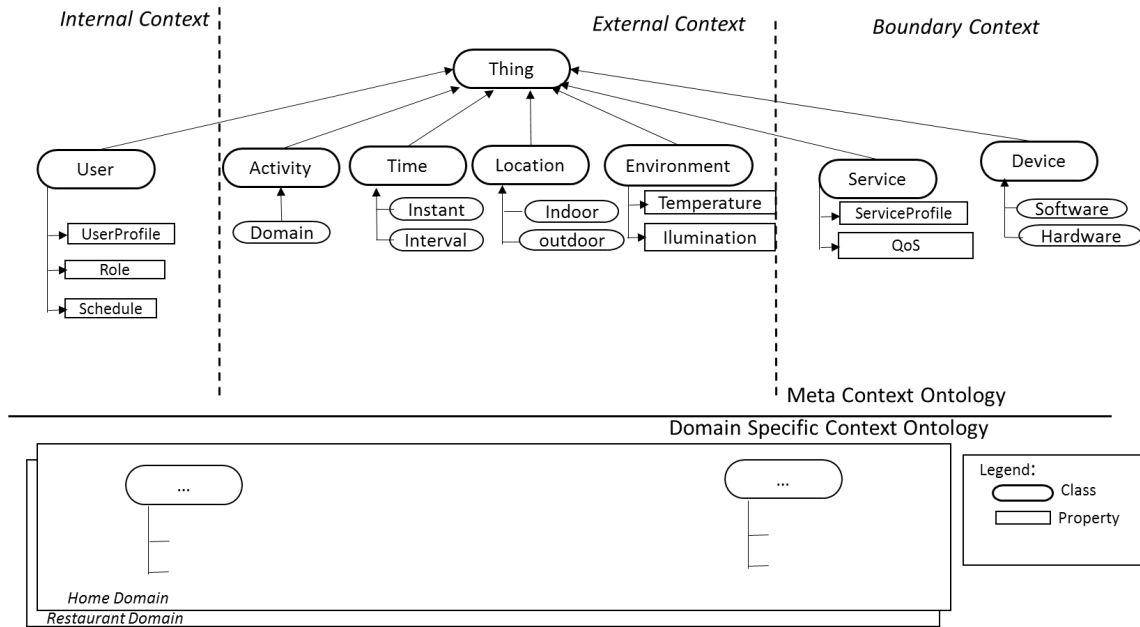 Internal Context
External Context
Boundary Context
Thing
User
Activity
Time
Location
Environment
Service
Device
UserProfile
Role
Schedule
Domain
Instant
Interval
Indoor
outdoor
Temperature
Ilumination
ServiceProfile
QoS
Software
Hardware
Meta Context Ontology
Domain Specific Context Ontology
...
...
Home Domain
Restaurant Domain
Legend:
Class
Property